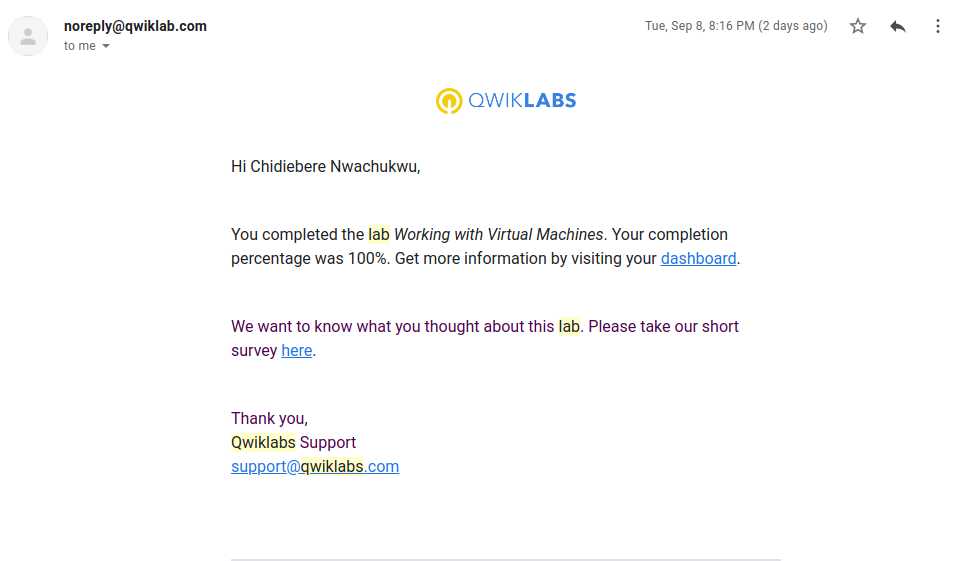 noreply@qwiklab.com
Tue, Sep 8, 8:16 PM (2 days ago)
to me
QWIKLABS
Hi Chidiebere Nwachukwu,
You completed the lab Working with Virtual Machines. Your completion
percentage was 100%. Get more information by visiting your dashboard.
We want to know what you thought about this lab. Please take our short
survey here.
Thank you,
Qwiklabs Support
support@qwiklabs.com